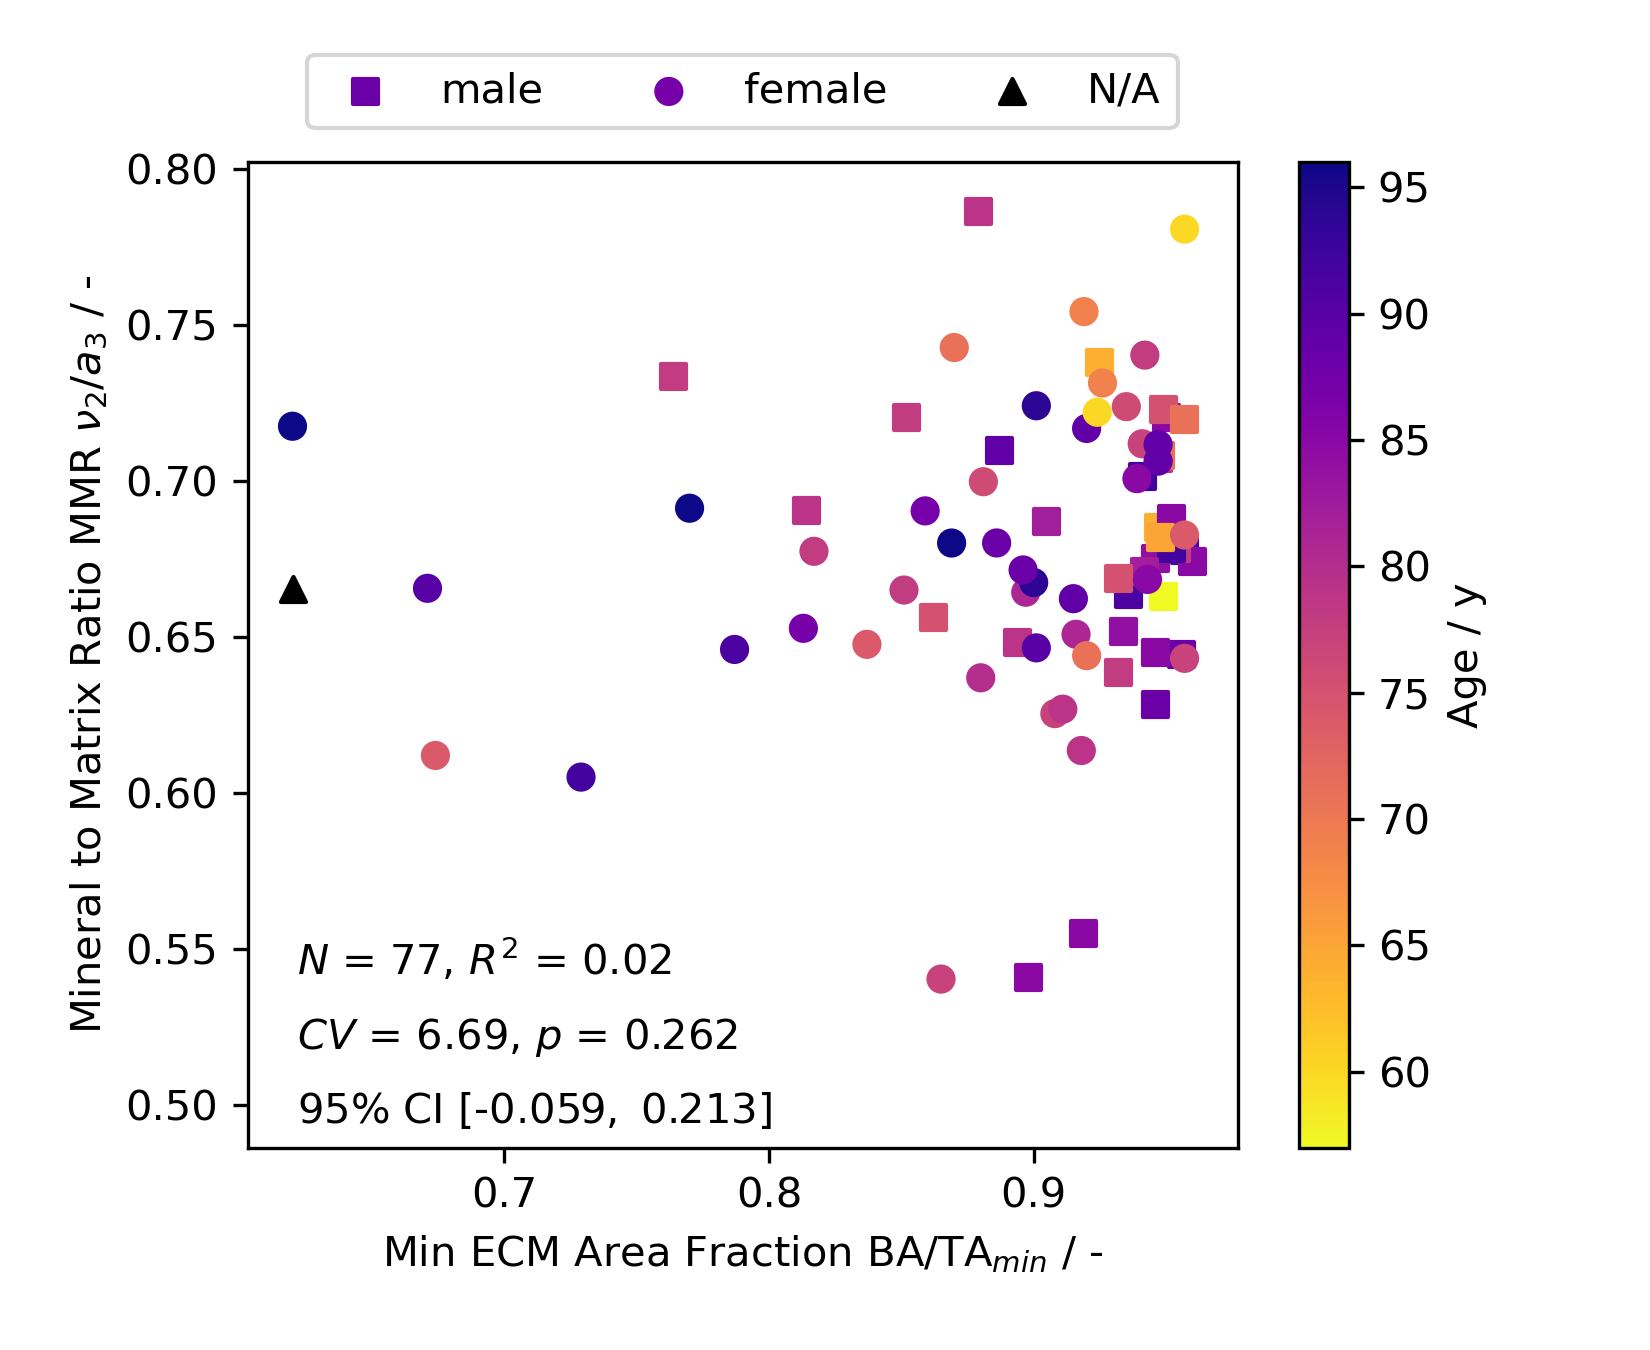 male female N/A
0.80
0.75
0.70
0.65
0.60
0.55
0.50
Mineral to Matrix Ratio MMR ν₂/a₃ / -
N = 77, R² = 0.02
CV = 6.69, p = 0.262
95% CI [-0.059, 0.213]
0.7 0.8 0.9
Min ECM Area Fraction BA/TAₘᵢₙ / -
95
90
85
80
75
70
65
60
Age / y